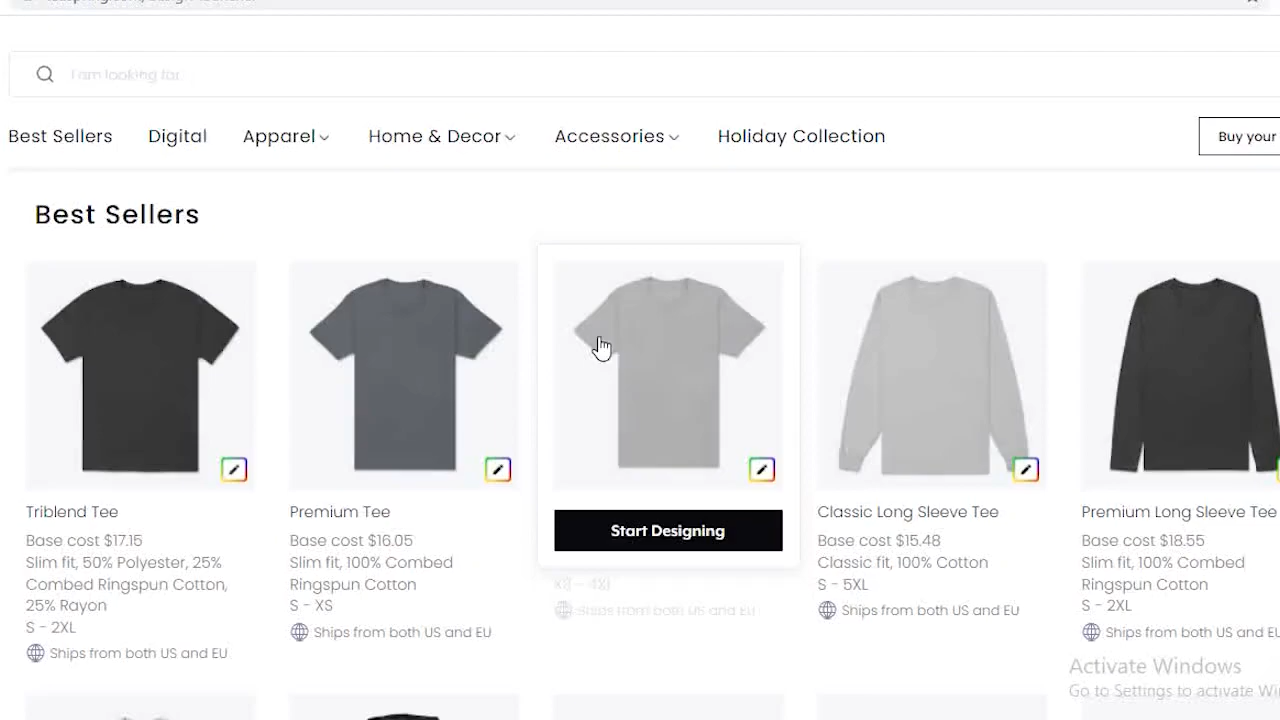 I am looking for
Best Sellers
Digital
Apparel
Home & Decor
Accessories
Holiday Collection
Buy your
Best Sellers
Triblend Tee
Base cost $17.15
Slim fit, 50% Polyester, 25%
Combed Ringspun Cotton,
25% Rayon
S - 2XL
Ships from both US and EU
Premium Tee
Base cost $16.05
Slim fit, 100% Combed
Ringspun Cotton
S - XS
Ships from both US and EU
Start Designing
Ships from both US and EU
Classic Long Sleeve Tee
Base cost $15.48
Classic fit, 100% Cotton
S - 5XL
Ships from both US and EU
Premium Long Sleeve Tee
Base cost $18.55
Slim fit, 100% Combed
Ringspun Cotton
S - 2XL
Ships from both US and EU
Activate Windows
Go to Settings to activate